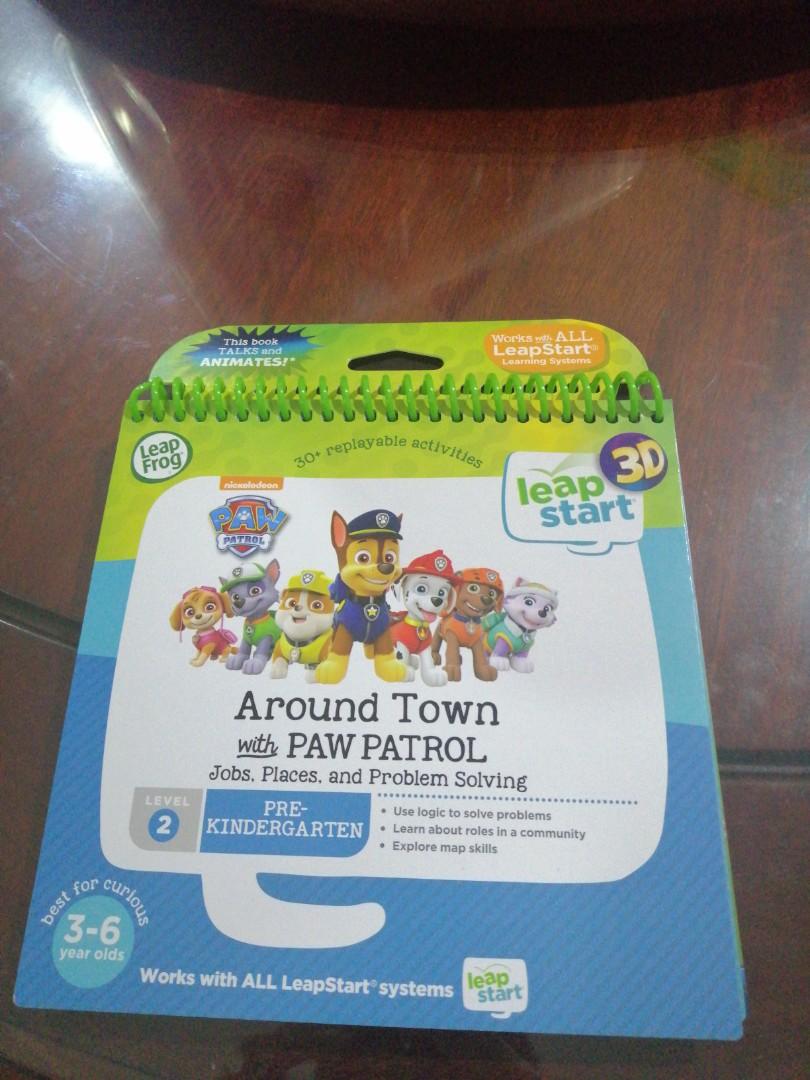 This book
TALKS and
ANIMATES!*
Works with ALL
LeapStart®
Learning Systems
Leap
Frog
30+ replayable activities
3D
leap
start
nickelodeon
PAW
PATROL
Around Town
with PAW PATROL
Jobs, Places, and Problem Solving
LEVEL
2
PRE-
KINDERGARTEN
• Use logic to solve problems
• Learn about roles in a community
• Explore map skills
best for curious
3-6
year olds
Works with ALL LeapStart® systems
leap
start